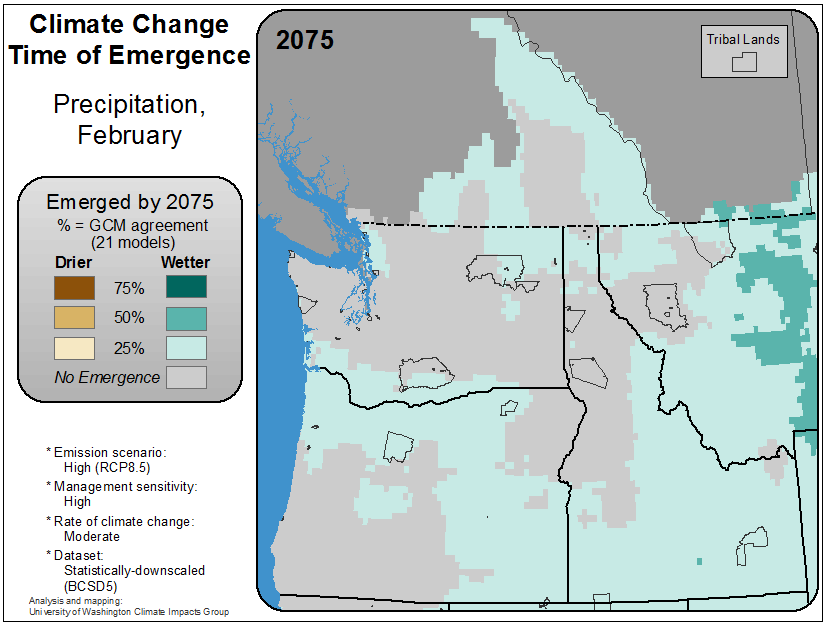 Climate Change
Time of Emergence
Precipitation,
February
Emerged by 2075
% = GCM agreement
(21 models)
Drier Wetter
75%
50%
25%
No Emergence
* Emission scenario:
High (RCP8.5)
* Management sensitivity:
High
* Rate of climate change:
Moderate
* Dataset:
Statistically-downscaled
(BCSD5)
Analysis and mapping:
University of Washington Climate Impacts Group
2075
Tribal Lands